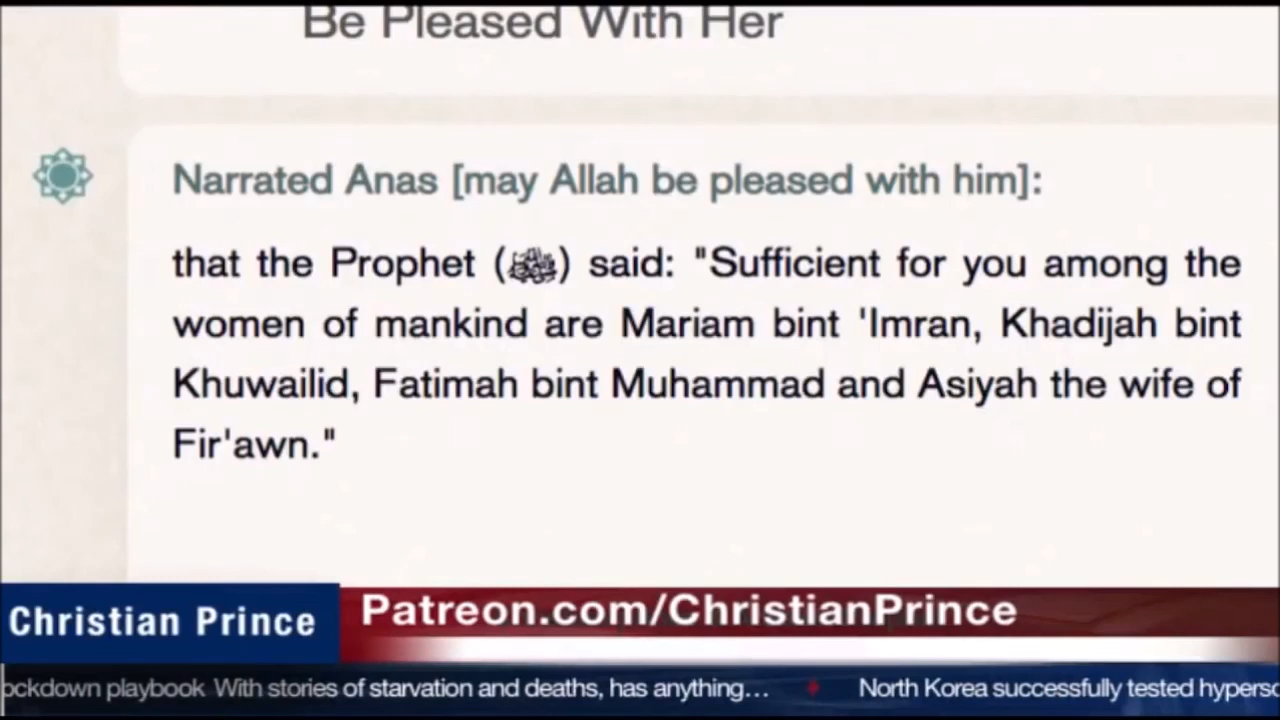 Be Pleased With Her
Narrated Anas [may Allah be pleased with him]:
that the Prophet (ﷺ) said: "Sufficient for you among the
women of mankind are Mariam bint 'Imran, Khadijah bint
Khuwailid, Fatimah bint Muhammad and Asiyah the wife of
Fir'awn."
Christian Prince
Patreon.com/ChristianPrince
ockdown playbook With stories of starvation and deaths, has anything... North Korea successfully tested hyperso